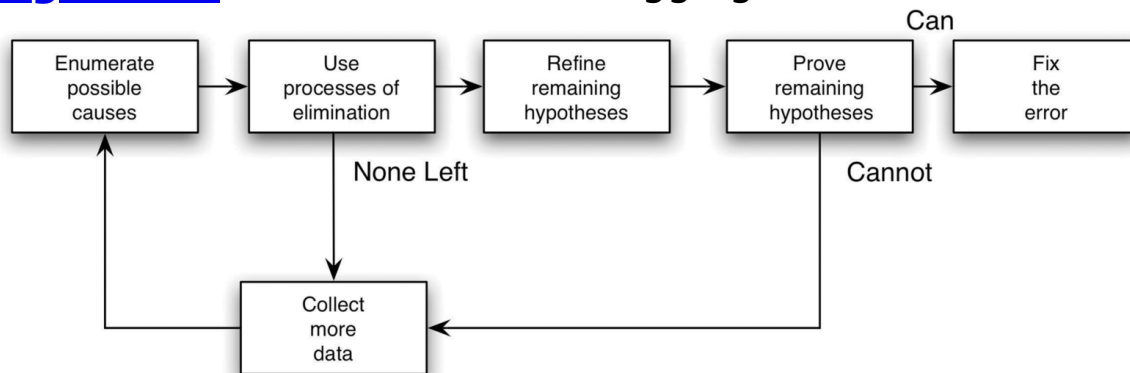 Can
Enumerate
possible
causes
Use
processes of
elimination
Refine
remaining
hypotheses
Prove
remaining
hypotheses
Fix
the
error
None Left
Cannot
Collect
more
data